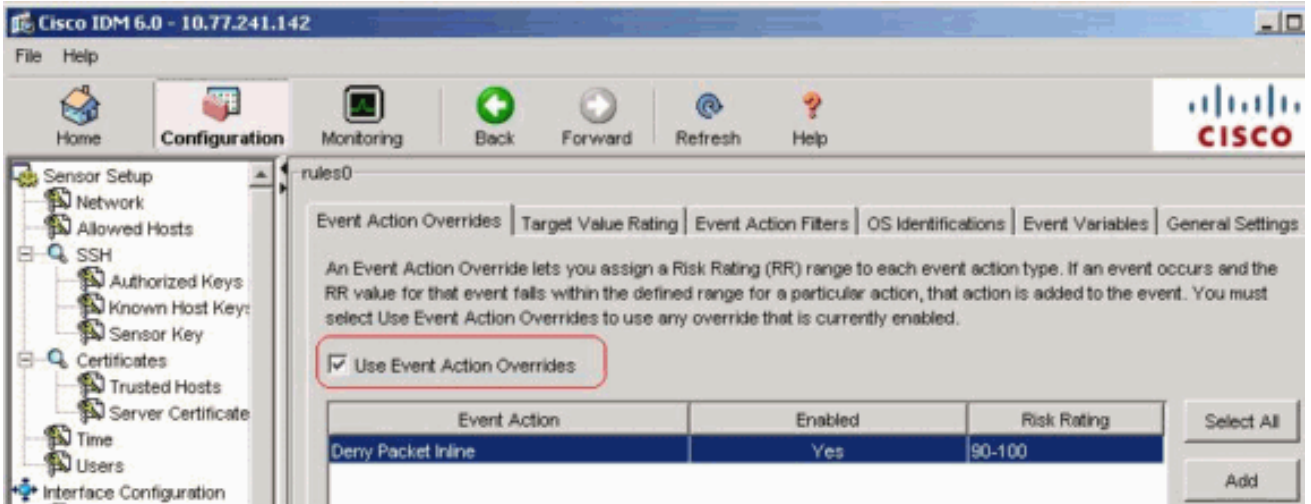 Cisco IDM 6.0 - 10.77.241.142
File Help
Home Configuration Monitoring Back Forward Refresh Help
CISCO
Sensor Setup
Network
Allowed Hosts
SSH
Authorized Keys
Known Host Key
Sensor Key
Certificates
Trusted Hosts
Server Certificate
Time
Users
Interface Configuration
rules0
Event Action Overrides Target Value Rating Event Action Filters OS Identifications Event Variables General Settings
An Event Action Override lets you assign a Risk Rating (RR) range to each event action type. If an event occurs and the
RR value for that event falls within the defined range for a particular action, that action is added to the event. You must
select Use Event Action Overrides to use any override that is currently enabled.
Use Event Action Overrides
Event Action Enabled Risk Rating
Deny Packet Inline Yes 90-100
Select All
Add